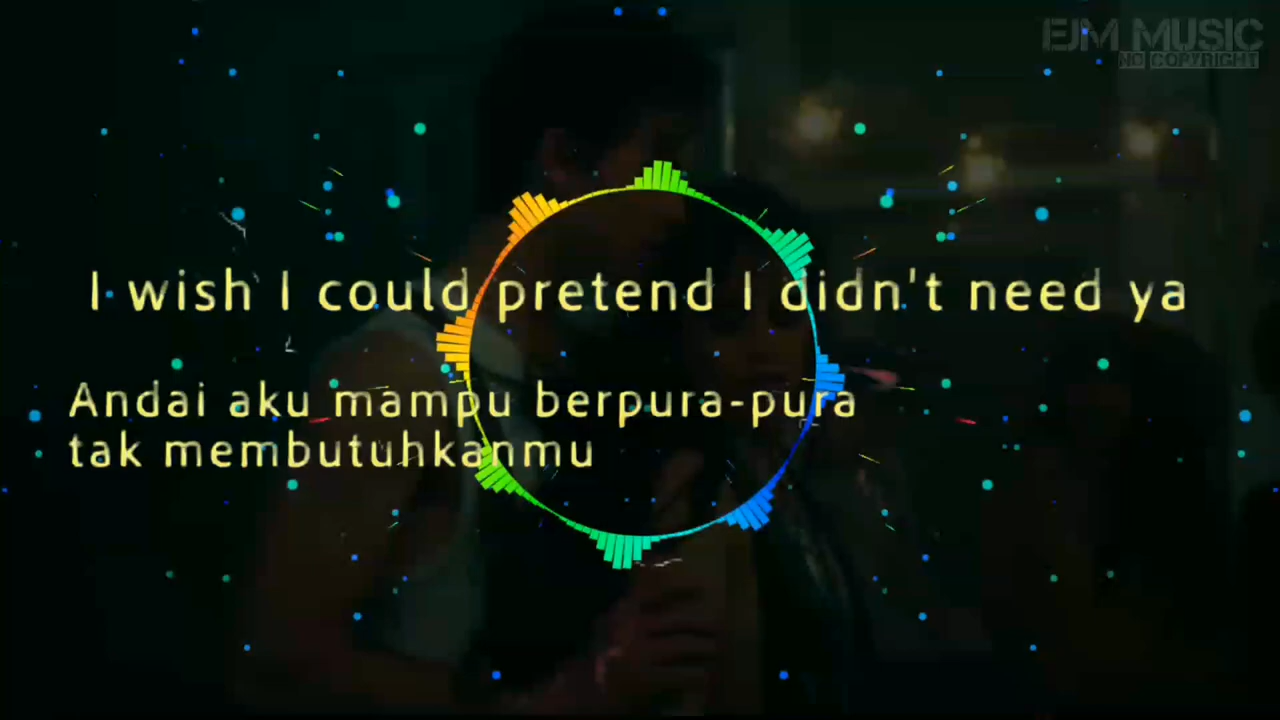 EJM MUSIC
NO COPYRIGHT
I wish I could pretend I didn't need ya
Andai aku mampu berpura-pura
tak membutuhkanmu